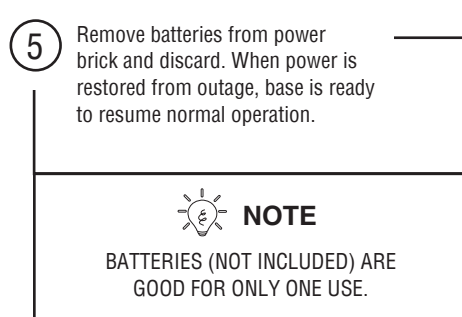 5
Remove batteries from power
brick and discard. When power is
restored from outage, base is ready
to resume normal operation.
NOTE
BATTERIES (NOT INCLUDED) ARE
GOOD FOR ONLY ONE USE.